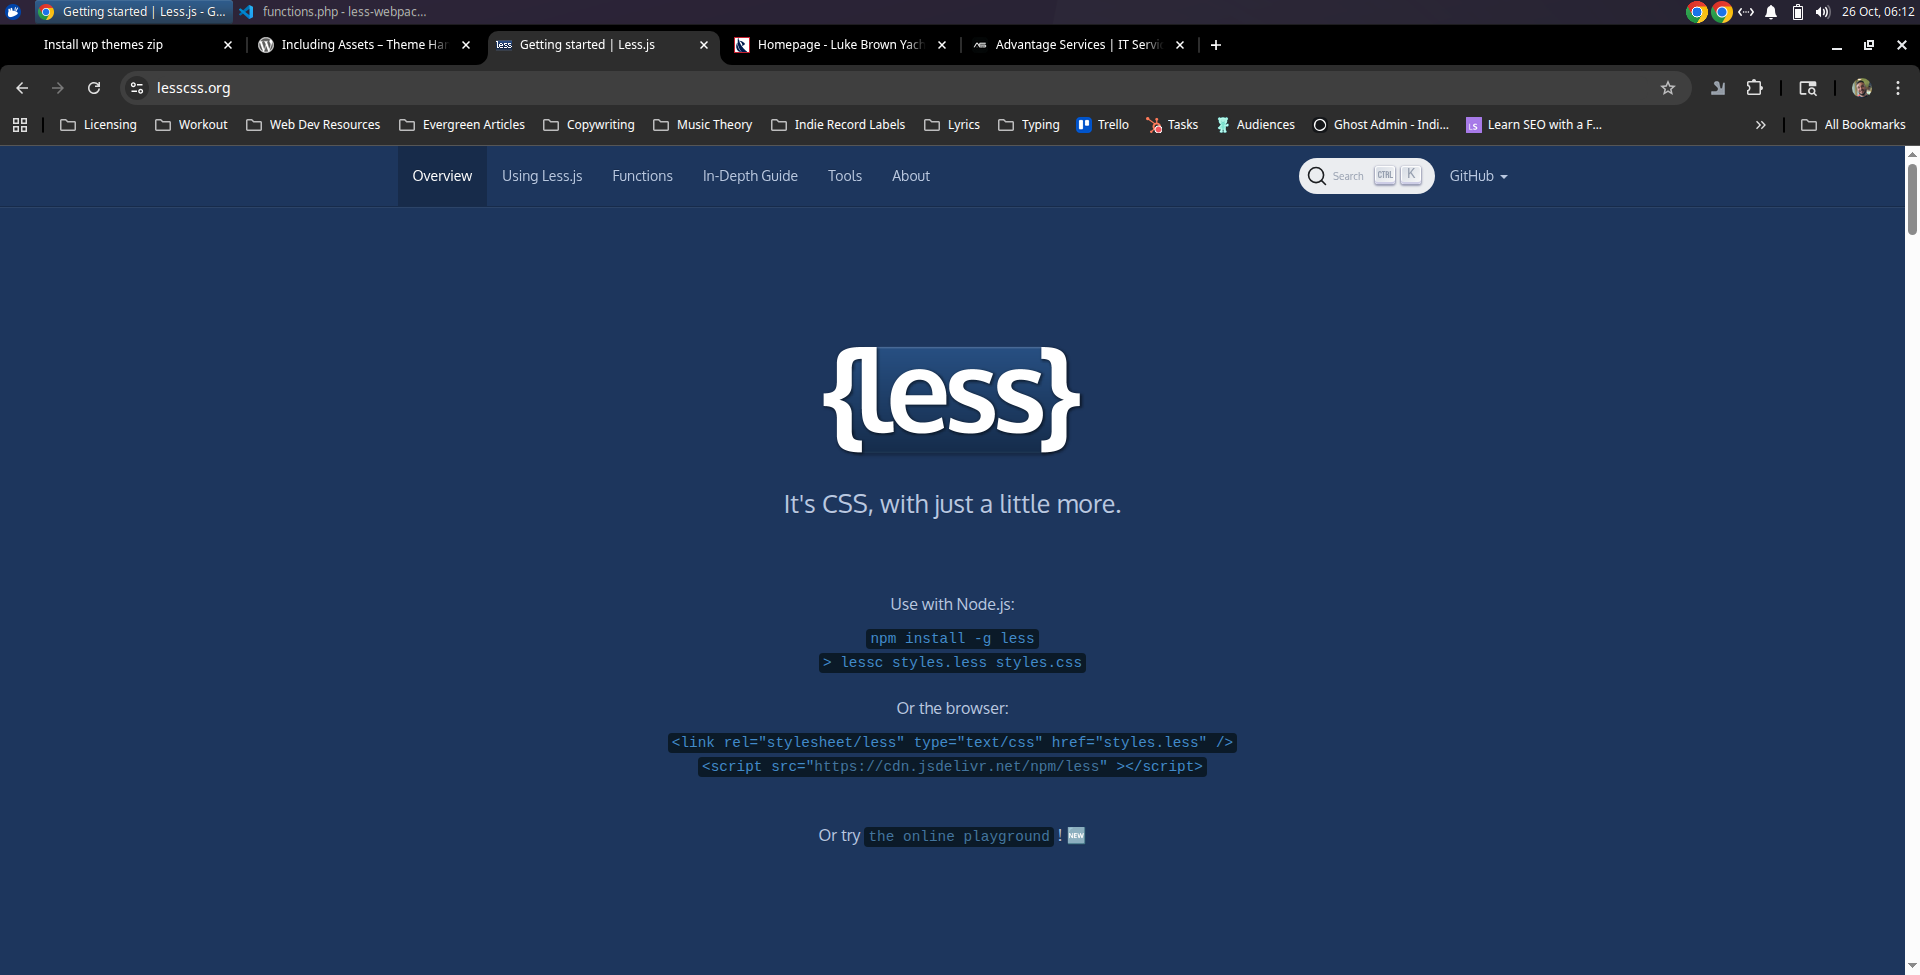 Getting started | Less.js - G...
functions.php - less-webpac...
26 Oct, 06:12
Install wp themes zip
Including Assets – Theme Har
Getting started | Less.js
Homepage - Luke Brown Yach
Advantage Services | IT Servic
lesscss.org
Licensing
Workout
Web Dev Resources
Evergreen Articles
Copywriting
Music Theory
Indie Record Labels
Lyrics
Typing
Trello
Tasks
Audiences
Ghost Admin - Indi...
LS
Learn SEO with a F...
All Bookmarks
Overview
Using Less.js
Functions
In-Depth Guide
Tools
About
Search
CTRL
K
GitHub
{less}
It's CSS, with just a little more.
Use with Node.js:
npm install -g less
> lessc styles.less styles.css
Or the browser:
<link rel="stylesheet/less" type="text/css" href="styles.less" />
<script src="https://cdn.jsdelivr.net/npm/less" ></script>
Or try the online playground ! 🆕